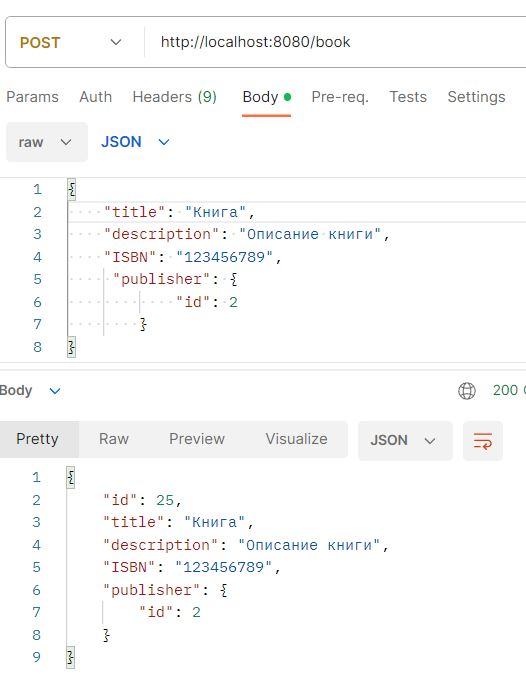 POST http://localhost:8080/book
Params Auth Headers (9) Body Pre-req. Tests Settings
raw JSON
1 {
2 "title": "Книга",
3 "description": "Описание книги",
4 "ISBN": "123456789",
5 "publisher": {
6 "id": 2
7 }
8 }
Body 200
Pretty Raw Preview Visualize JSON
1 {
2 "id": 25,
3 "title": "Книга",
4 "description": "Описание книги",
5 "ISBN": "123456789",
6 "publisher": {
7 "id": 2
8 }
9 }